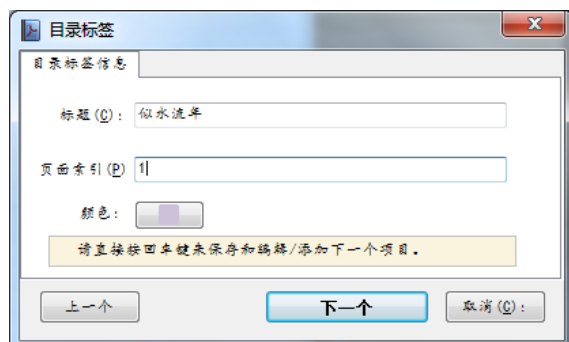 目录标签
目录标签信息
标题(C): 似水流年
页面索引(P) 1
颜色:
请直接按回车键来保存和编辑/添加下一个项目.
上一个 下一个 取消(C):